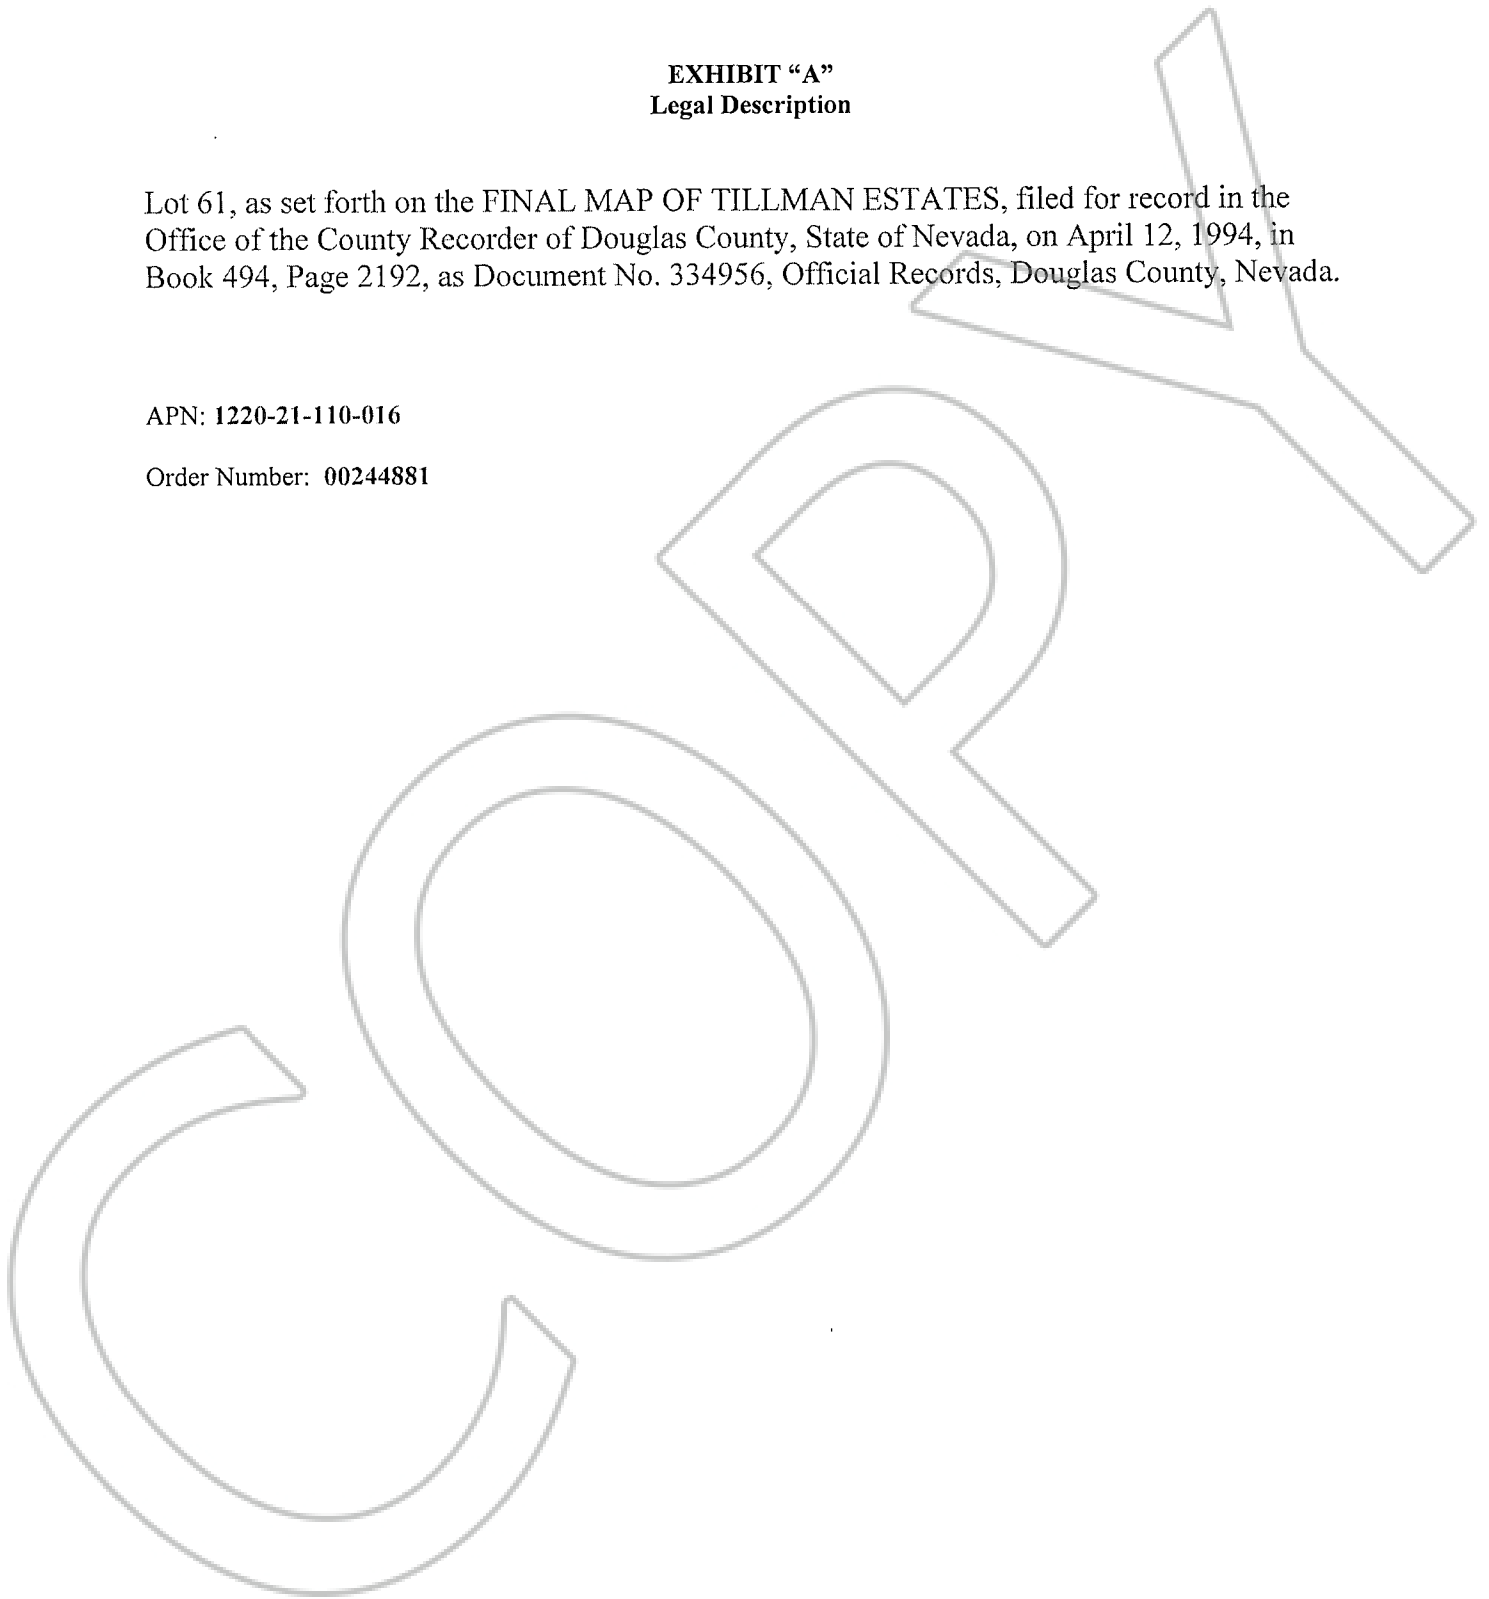 EXHIBIT “A”
Legal Description
Lot 61, as set forth on the FINAL MAP OF TILLMAN ESTATES, filed for record in the
Office of the County Recorder of Douglas County, State of Nevada, on April 12, 1994, in
Book 494, Page 2192, as Document No. 334956, Official Records, Douglas County, Nevada.
APN: 1220-21-110-016
Order Number: 00244881
COPY